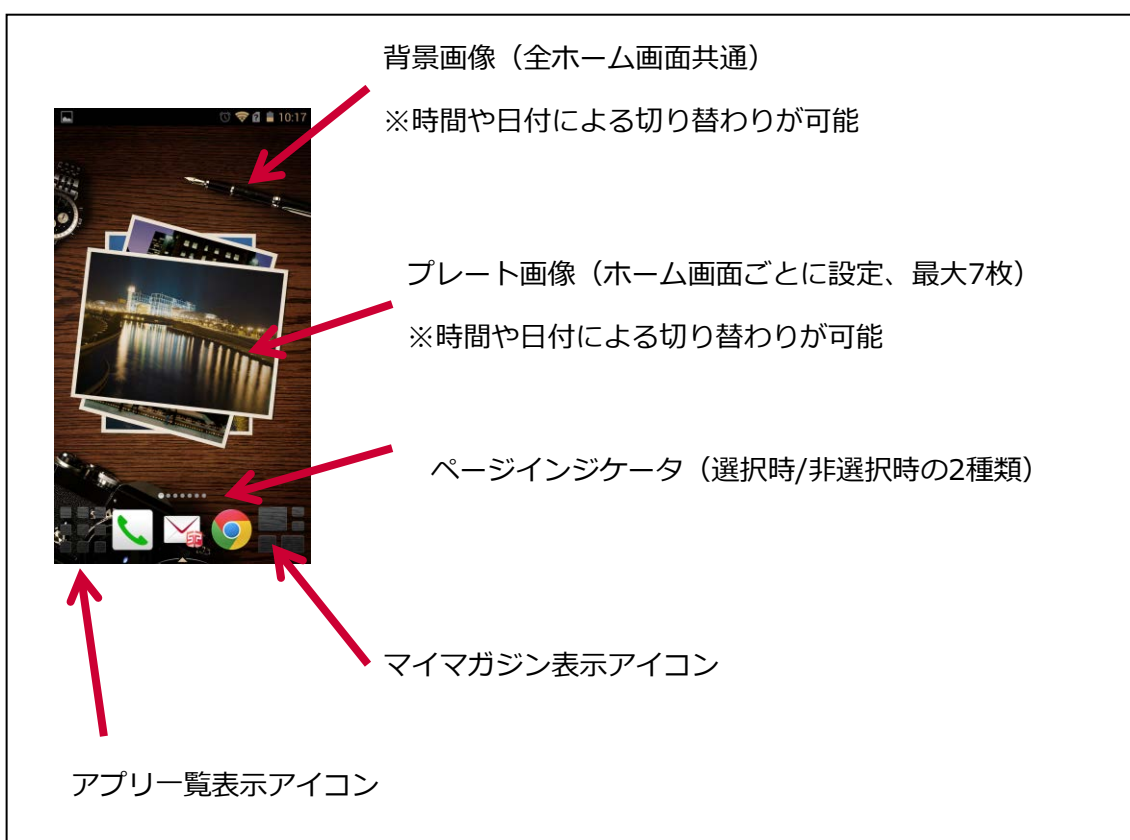 背景画像（全ホーム画面共通）
※時間や日付による切り替わりが可能
10:17
プレート画像（ホーム画面ごとに設定、最大7枚）
※時間や日付による切り替わりが可能
ページインジケータ（選択時/非選択時の2種類）
マイマガジン表示アイコン
アプリ一覧表示アイコン